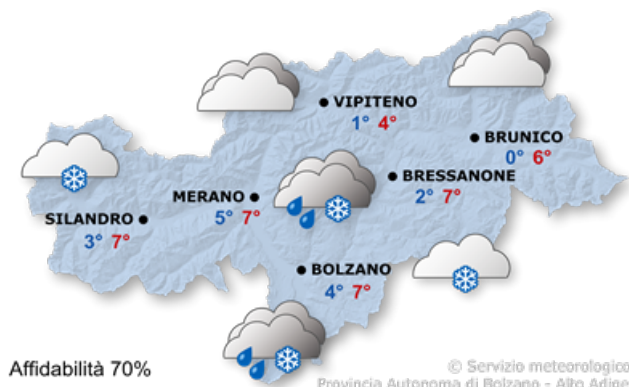 VIPITENO
1° 4°
BRUNICO
0° 6°
BRESSANONE
2° 7°
MERANO
5° 7°
SILANDRO
3° 7°
BOLZANO
4° 7°
Affidabilità 70%
© Servizio meteorologico
Provincia Autonoma di Bolzano - Alto Adige